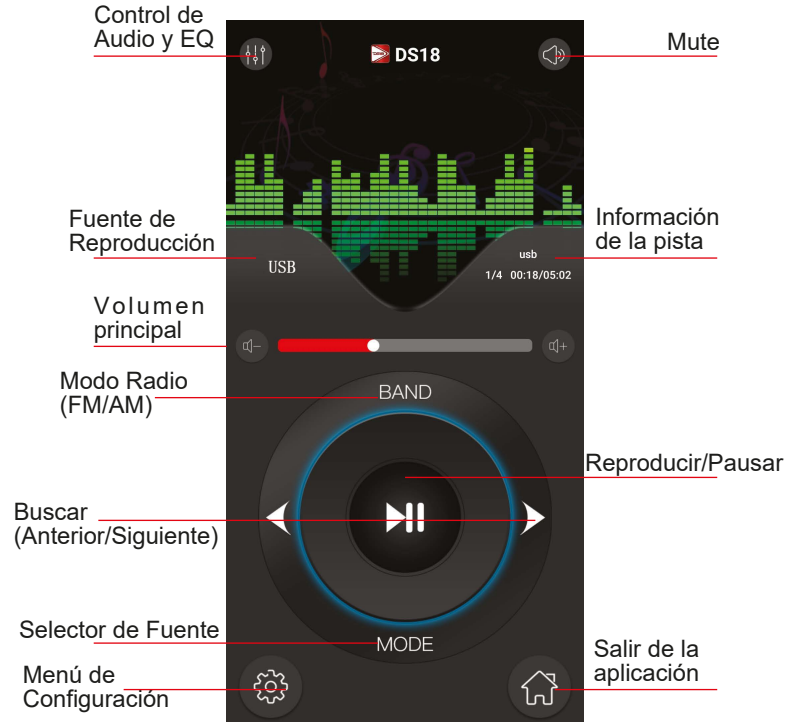 Control de
Audio y EQ
DS18
Mute
Fuente de
Reproducción
USB
usb
1/4 00:18/05:02
Información
de la pista
Volumen
principal
Modo Radio
(FM/AM)
BAND
Reproducir/Pausar
Buscar
(Anterior/Siguiente)
Selector de Fuente
MODE
Menú de
Configuración
Salir de la
aplicación